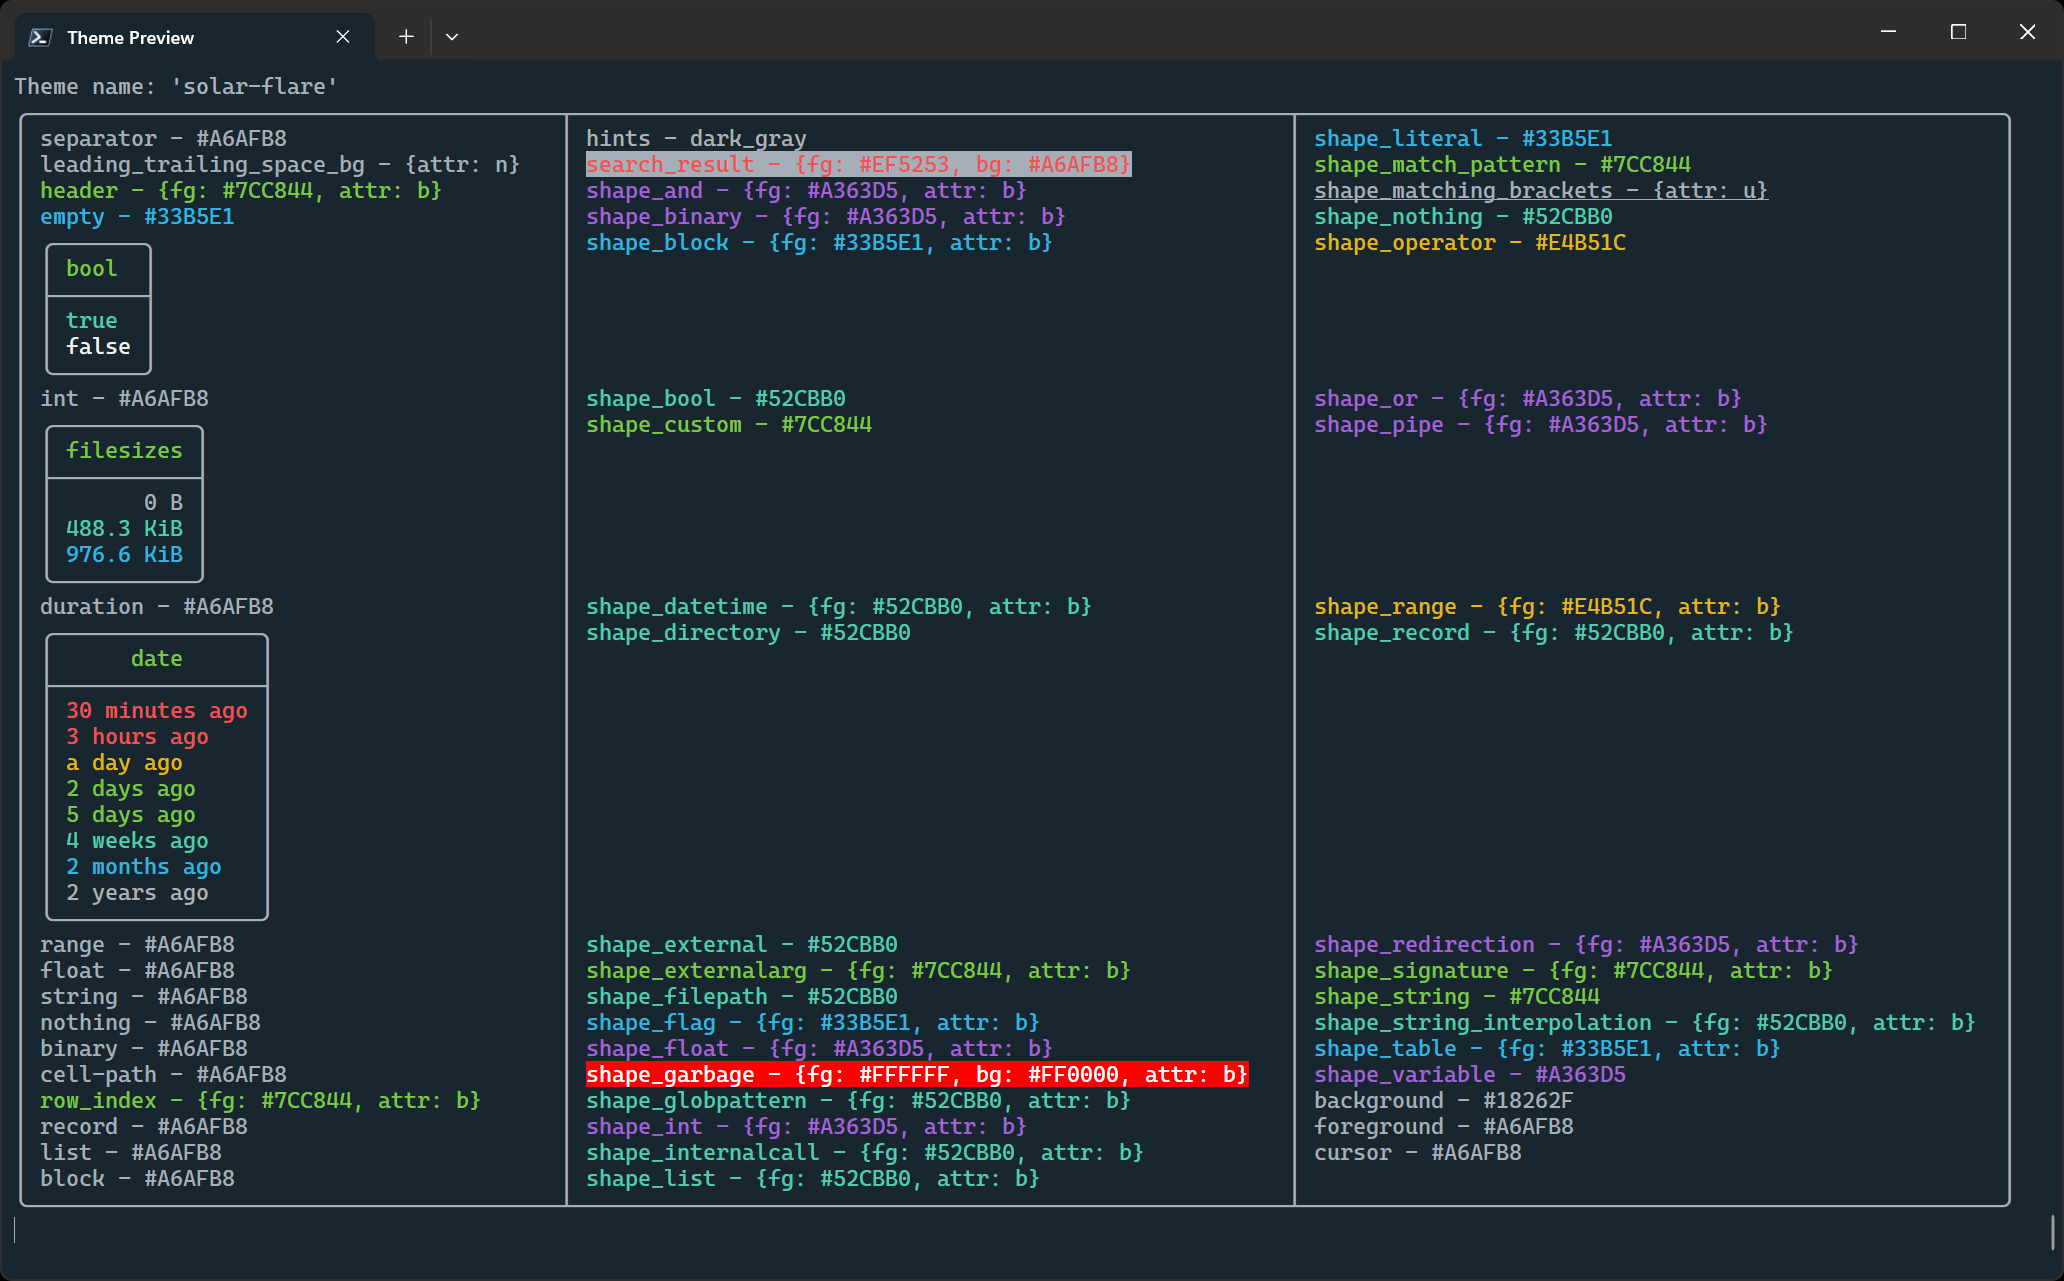 Theme Preview
Theme name: 'solar-flare'
separator - #A6AFB8
leading_trailing_space_bg - {attr: n}
header - {fg: #7CC844, attr: b}
empty - #33B5E1
bool
true
false
int - #A6AFB8
filesizes
0 B
488.3 KiB
976.6 KiB
duration - #A6AFB8
date
30 minutes ago
3 hours ago
a day ago
2 days ago
5 days ago
4 weeks ago
2 months ago
2 years ago
range - #A6AFB8
float - #A6AFB8
string - #A6AFB8
nothing - #A6AFB8
binary - #A6AFB8
cell-path - #A6AFB8
row_index - {fg: #7CC844, attr: b}
record - #A6AFB8
list - #A6AFB8
block - #A6AFB8
hints - dark_gray
search_result - {fg: #EF5253, bg: #A6AFB8}
shape_and - {fg: #A363D5, attr: b}
shape_binary - {fg: #A363D5, attr: b}
shape_block - {fg: #33B5E1, attr: b}
shape_bool - #52CBB0
shape_custom - #7CC844
shape_datetime - {fg: #52CBB0, attr: b}
shape_directory - #52CBB0
shape_external - #52CBB0
shape_externalarg - {fg: #7CC844, attr: b}
shape_filepath - #52CBB0
shape_flag - {fg: #33B5E1, attr: b}
shape_float - {fg: #A363D5, attr: b}
shape_garbage - {fg: #FFFFFF, bg: #FF0000, attr: b}
shape_globpattern - {fg: #52CBB0, attr: b}
shape_int - {fg: #A363D5, attr: b}
shape_internalcall - {fg: #52CBB0, attr: b}
shape_list - {fg: #52CBB0, attr: b}
shape_literal - #33B5E1
shape_match_pattern - #7CC844
shape_matching_brackets - {attr: u}
shape_nothing - #52CBB0
shape_operator - #E4B51C
shape_or - {fg: #A363D5, attr: b}
shape_pipe - {fg: #A363D5, attr: b}
shape_range - {fg: #E4B51C, attr: b}
shape_record - {fg: #52CBB0, attr: b}
shape_redirection - {fg: #A363D5, attr: b}
shape_signature - {fg: #7CC844, attr: b}
shape_string - #7CC844
shape_string_interpolation - {fg: #52CBB0, attr: b}
shape_table - {fg: #33B5E1, attr: b}
shape_variable - #A363D5
background - #18262F
foreground - #A6AFB8
cursor - #A6AFB8